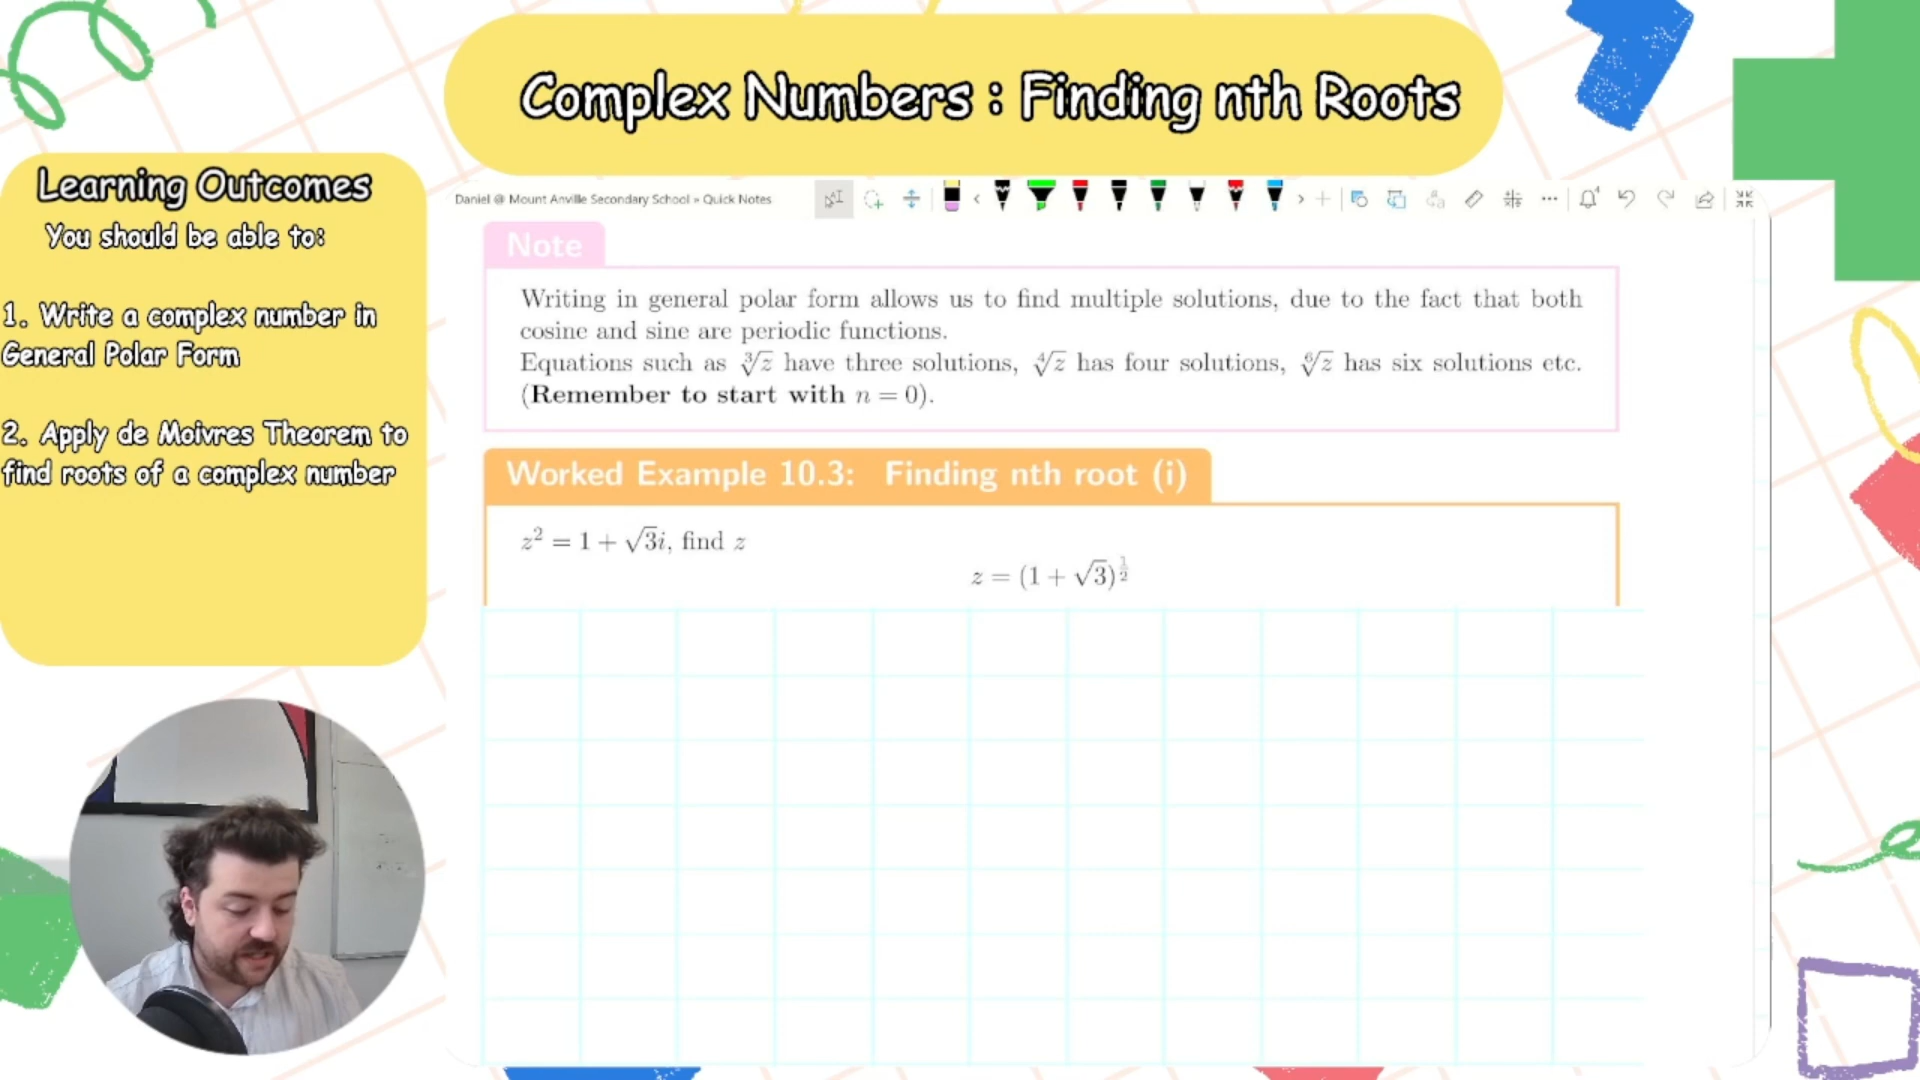 Complex Numbers : Finding nth Roots
Learning Outcomes
You should be able to:
1. Write a complex number in
General Polar Form
2. Apply de Moivres Theorem to
find roots of a complex number
Daniel @ Mount Anville Secondary School » Quick Notes
Note
Writing in general polar form allows us to find multiple solutions, due to the fact that both
cosine and sine are periodic functions.
Equations such as ∛z have three solutions, ∜z has four solutions, ⁶√z has six solutions etc.
(Remember to start with n = 0).
Worked Example 10.3: Finding nth root (i)
z² = 1 + √3i, find z
z = (1 + √3)^(1/2)